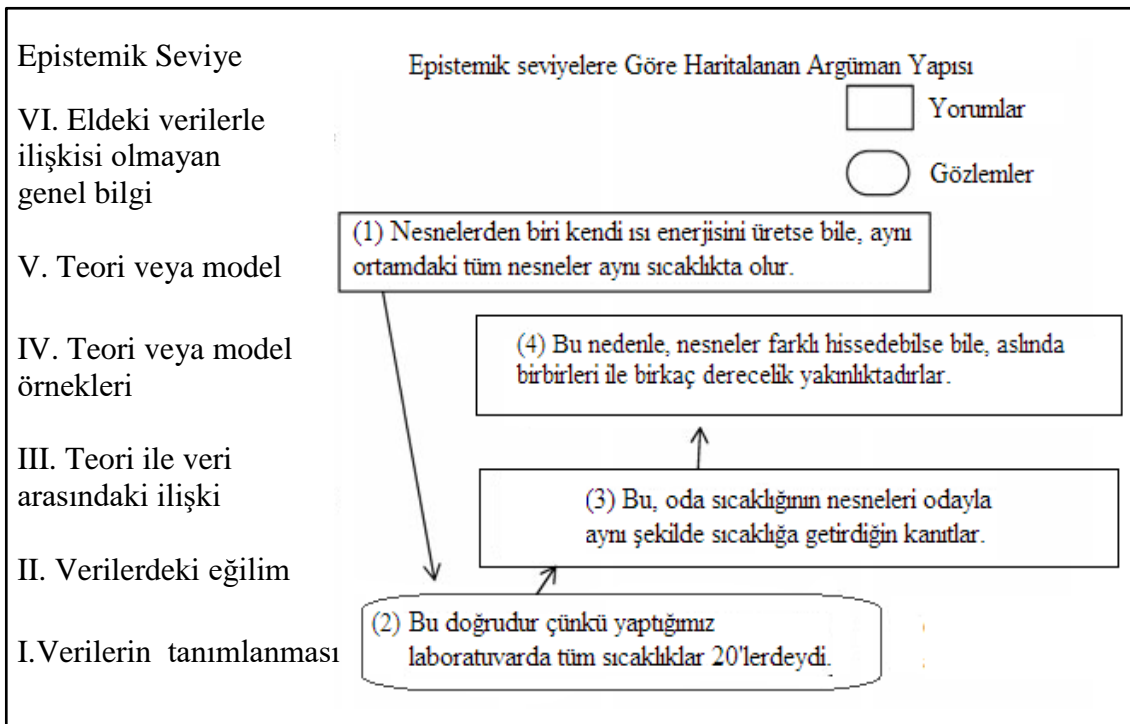 Epistemik Seviye
Epistemik seviyelere Göre Haritalanan Argüman Yapısı
VI. Eldeki verilerle
ilişkisi olmayan
genel bilgi
Yorumlar
Gözlemler
(1) Nesnelerden biri kendi ısı enerjisini üretse bile, aynı
ortamdaki tüm nesneler aynı sıcaklıkta olur.
V. Teori veya model
IV. Teori veya model
örnekleri
(4) Bu nedenle, nesneler farklı hissedebilse bile, aslında
birbirleri ile birkaç derecelik yakınlıktadırlar.
III. Teori ile veri
arasındaki ilişki
(3) Bu, oda sıcaklığının nesneleri odayla
aynı şekilde sıcaklığa getirdiğin kanıtlar.
II. Verilerdeki eğilim
I.Verilerin tanımlanması
(2) Bu doğrudur çünkü yaptığımız
laboratuvarda tüm sıcaklıklar 20'lerdeydi.